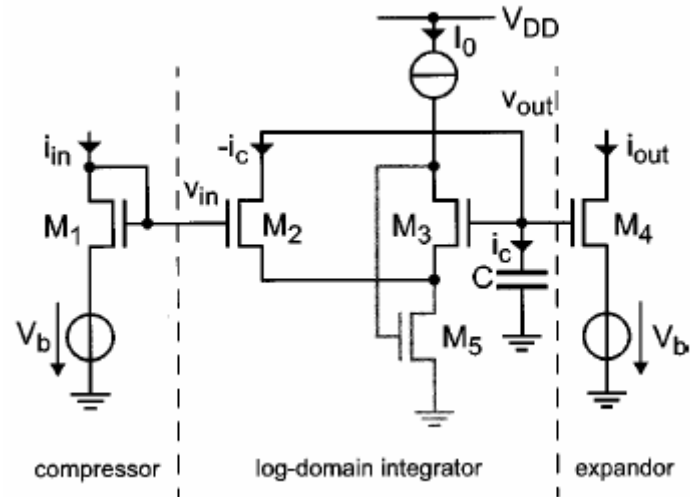 V_DD
I_0
v_out
i_in
-i_c
i_out
v_in
M_1
M_2
M_3
M_4
i_c
C
V_b
M_5
V_b
compressor
log-domain integrator
expandor